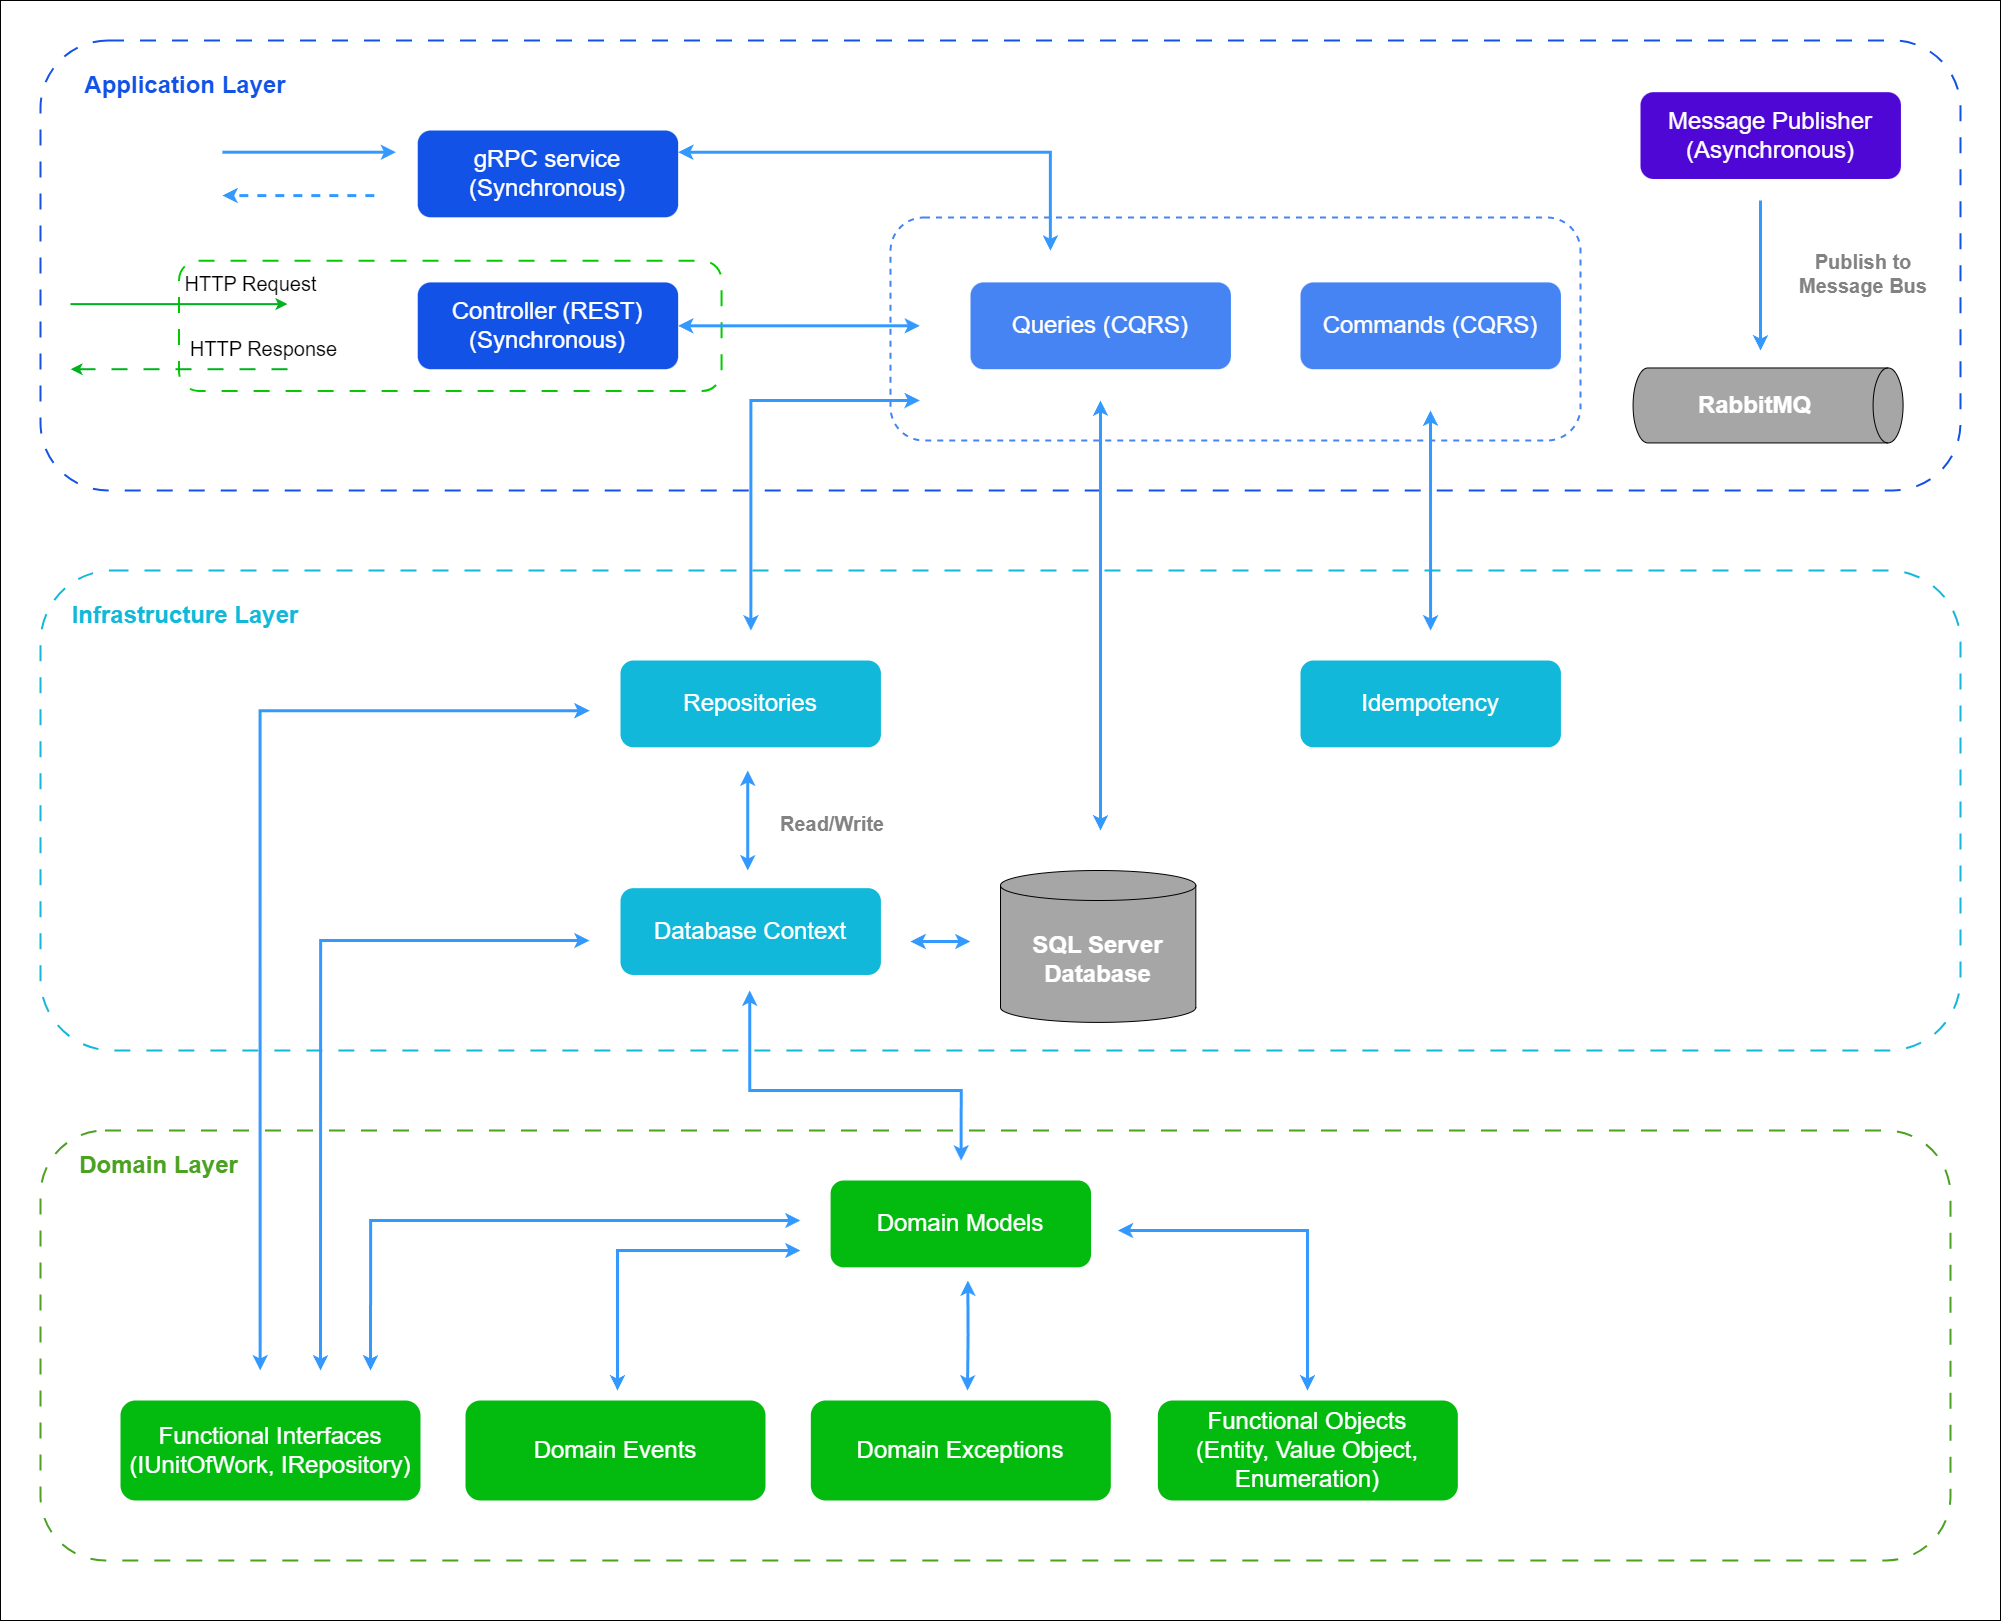 Application Layer
gRPC service
(Synchronous)
Message Publisher
(Asynchronous)
HTTP Request
HTTP Response
Controller (REST)
(Synchronous)
Queries (CQRS)
Commands (CQRS)
Publish to
Message Bus
RabbitMQ
Infrastructure Layer
Repositories
Idempotency
Read/Write
Database Context
SQL Server
Database
Domain Layer
Domain Models
Functional Interfaces
(IUnitOfWork, IRepository)
Domain Events
Domain Exceptions
Functional Objects
(Entity, Value Object,
Enumeration)